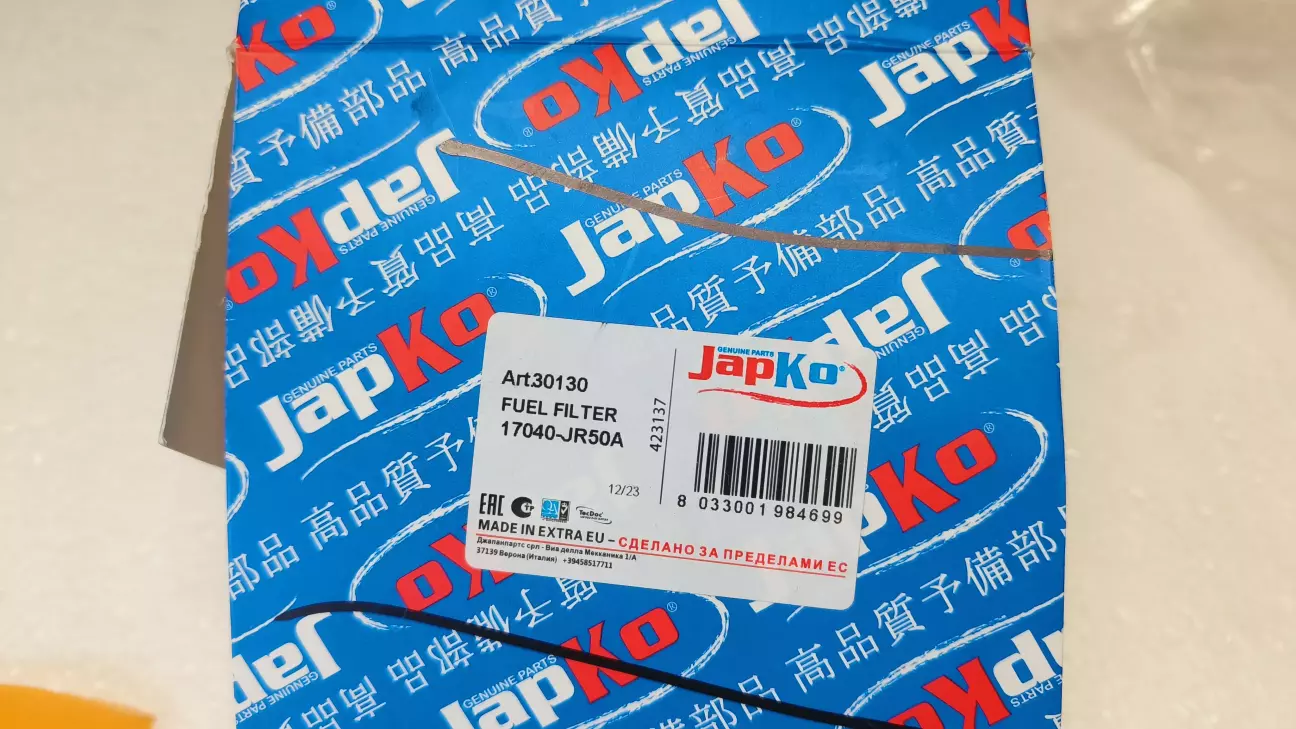 JapKo
GENUINE PARTS
高品質予備部品
GENUINE PARTS
JapKo®
Art.30130
FUEL FILTER
17040-JR50A
423137
12/23
8 033001 984699
EAC
TecDoc
MADE IN EXTRA EU – СДЕЛАНО ЗА ПРЕДЕЛАМИ ЕС
Джапанпартс срл - Виа делла Мекканика 1/А
37139 Верона (Италия) +39458517711